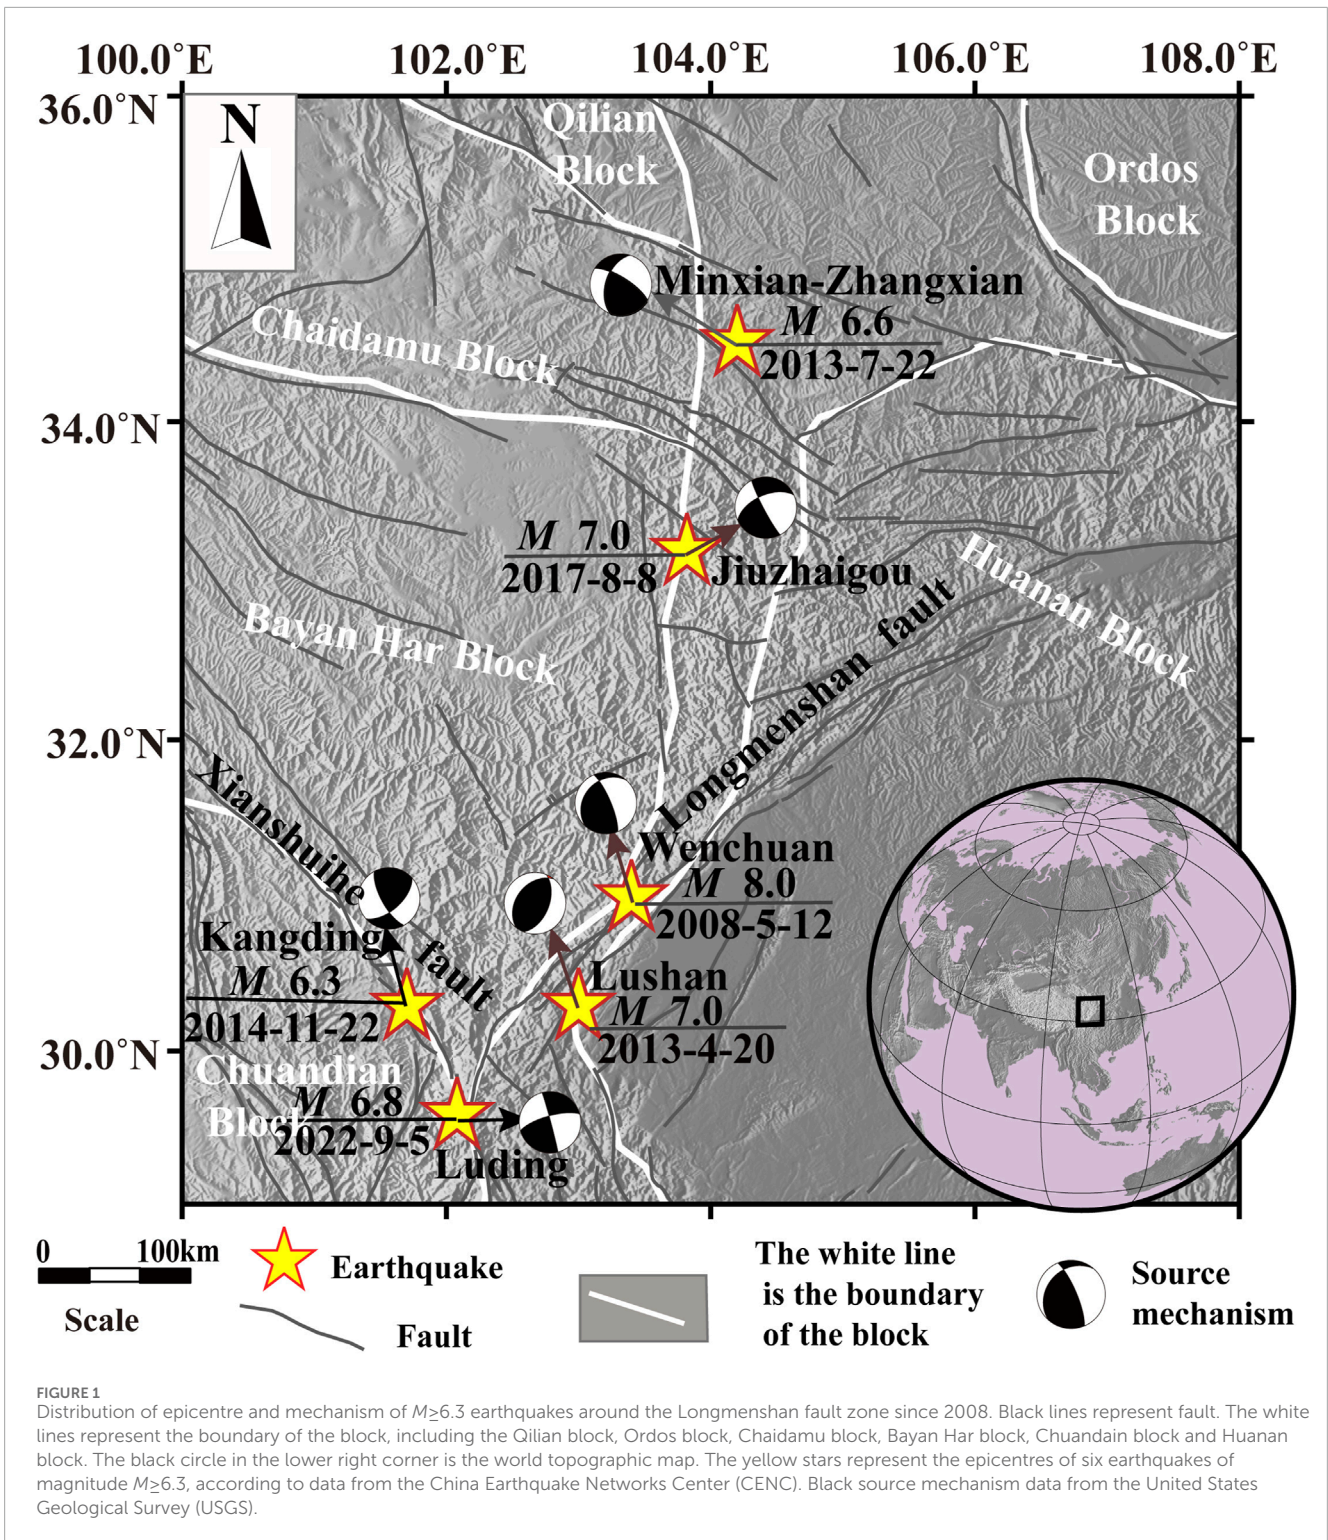 100.0°E 102.0°E 104.0°E 106.0°E 108.0°E
36.0°N
34.0°N
32.0°N
30.0°N
N
Qilian
Block
Ordos
Block
Minxian-Zhangxian
M 6.6
2013-7-22
Chaidamu Block
M 7.0
2017-8-8
Jiuzhaigou
Huanan Block
Bayan Har Block
Longmenshan fault
Xianshuihe fault
Wenchuan
M 8.0
2008-5-12
Kangding
M 6.3
2014-11-22
Lushan
M 7.0
2013-4-20
Chuandian
Block
M 6.8
2022-9-5
Luding
0 100km
Scale
Earthquake
Fault
The white line
is the boundary
of the block
Source
mechanism
FIGURE 1
Distribution of epicentre and mechanism of M≥6.3 earthquakes around the Longmenshan fault zone since 2008. Black lines represent fault. The white
lines represent the boundary of the block, including the Qilian block, Ordos block, Chaidamu block, Bayan Har block, Chuandain block and Huanan
block. The black circle in the lower right corner is the world topographic map. The yellow stars represent the epicentres of six earthquakes of
magnitude M≥6.3, according to data from the China Earthquake Networks Center (CENC). Black source mechanism data from the United States
Geological Survey (USGS).